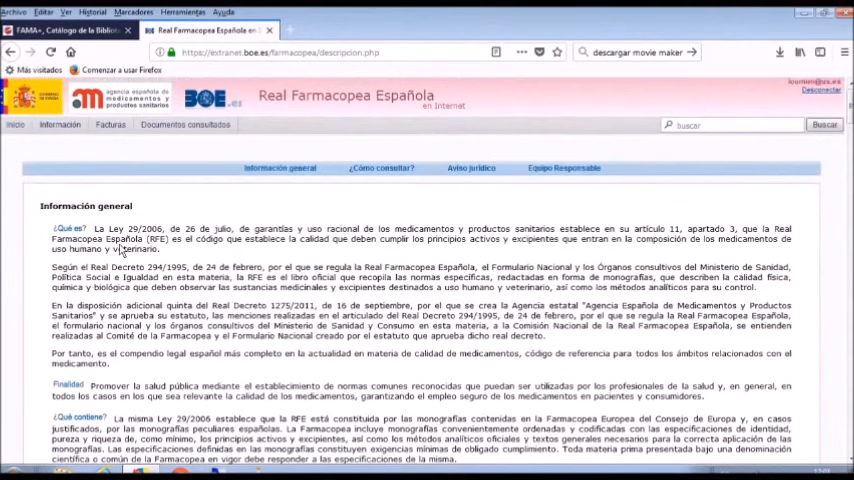 Archivo Editar Ver Historial Marcadores Herramientas Ayuda
FAMA+, Catálogo de la Bibliot
Real Farmacopea Española en I
https://extranet.boe.es/farmacopea/descripcion.php
descargar movie maker
Más visitados Comenzar a usar Firefox
agencia española de
medicamentos y
productos sanitarios
BOE.es
Real Farmacopea Española
en Internet
Desconectar
Inicio Información Facturas Documentos consultados
buscar Buscar
Información general ¿Cómo consultar? Aviso jurídico Equipo Responsable
Información general
¿Qué es? La Ley 29/2006, de 26 de julio, de garantías y uso racional de los medicamentos y productos sanitarios establece en su artículo 11, apartado 3, que la Real
Farmacopea Española (RFE) es el código que establece la calidad que deben cumplir los principios activos y excipientes que entran en la composición de los medicamentos de
uso humano y veterinario.
Según el Real Decreto 294/1995, de 24 de febrero, por el que se regula la Real Farmacopea Española, el Formulario Nacional y los Órganos consultivos del Ministerio de Sanidad,
Política Social e Igualdad en esta materia, la RFE es el libro oficial que recopila las normas específicas, redactadas en forma de monografías, que describen la calidad física,
química y biológica que deben observar las sustancias medicinales y excipientes destinados a uso humano y veterinario, así como los métodos analíticos para su control.
En la disposición adicional quinta del Real Decreto 1275/2011, de 16 de septiembre, por el que se crea la Agencia estatal "Agencia Española de Medicamentos y Productos
Sanitarios" y se aprueba su estatuto, las menciones realizadas en el articulado del Real Decreto 294/1995, de 24 de febrero, por el que se regula la Real Farmacopea Española,
el formulario nacional y los órganos consultivos del Ministerio de Sanidad y Consumo en esta materia, a la Comisión Nacional de la Real Farmacopea Española, se entienden
realizadas al Comité de la Farmacopea y el Formulario Nacional creado por el estatuto que aprueba dicho real decreto.
Por tanto, es el compendio legal español más completo en la actualidad en materia de calidad de medicamentos, código de referencia para todos los ámbitos relacionados con el
medicamento.
Finalidad Promover la salud pública mediante el establecimiento de normas comunes reconocidas que puedan ser utilizadas por los profesionales de la salud y, en general, en
todos los casos en los que sea relevante la calidad de los medicamentos, garantizando el empleo seguro de los medicamentos en pacientes y consumidores.
¿Qué contiene? La misma Ley 29/2006 establece que la RFE está constituida por las monografías contenidas en la Farmacopea Europea del Consejo de Europa y, en casos
justificados, por las monografías peculiares españolas. La Farmacopea incluye monografías convenientemente ordenadas y codificadas con las especificaciones de identidad,
pureza y riqueza de, como mínimo, los principios activos y excipientes, así como los métodos analíticos oficiales y textos generales necesarios para la correcta aplicación de las
monografías. Las especificaciones definidas en las monografías constituyen exigencias mínimas de obligado cumplimiento. Toda materia prima presentada bajo una denominación
científica o común de la Farmacopea en vigor debe responder a las especificaciones de la misma.